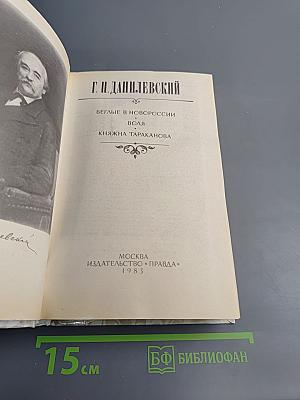 Г. П. ДАНИЛЕВСКИЙ
БЕГЛЫЕ В НОВОРОССИИ
ВОЛЯ
КНЯЖНА ТАРАКАНОВА
МОСКВА
ИЗДАТЕЛЬСТВО «ПРАВДА»
1983
15 см
БФ БИБЛИОФАН